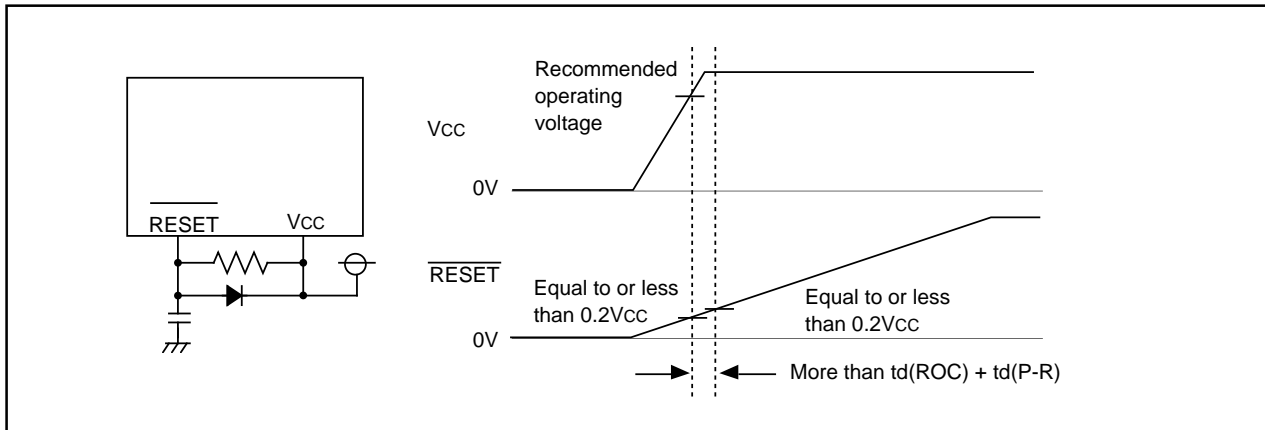 RESET
VCC
Recommended
operating
voltage
VCC
0V
RESET
Equal to or less
than 0.2VCC
Equal to or less
than 0.2VCC
0V
More than td(ROC) + td(P-R)